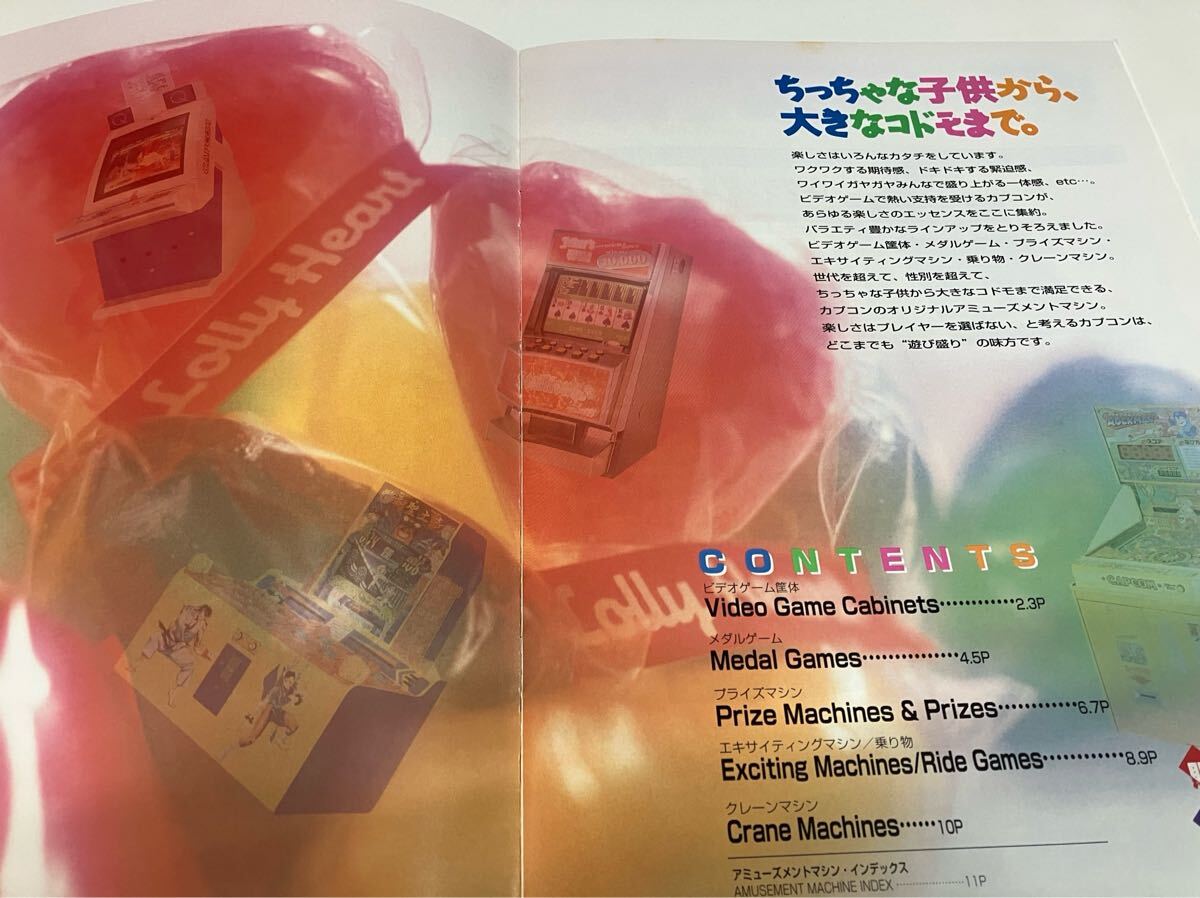 ちっちゃな子供から、
大きなコドモまで。
楽しさはいろんなカタチをしています。
ワクワクする期待感、ドキドキする緊迫感、
ワイワイガヤガヤみんなで盛り上がる一体感、etc…。
ビデオゲームで熱い支持を受けるカプコンが、
あらゆる楽しさのエッセンスをここに集約。
バラエティ豊かなラインアップをとりそろえました。
ビデオゲーム筐体・メダルゲーム・プライズマシン・
エキサイティングマシン・乗り物・クレーンマシン。
世代を超えて、性別を超えて、
ちっちゃな子供から大きなコドモまで満足できる、
カプコンのオリジナルアミューズメントマシン。
楽しさはプレイヤーを選ばない、と考えるカプコンは、
どこまでも“遊び盛り”の味方です。
Lolly Heart
CAPCOM
CONTENTS
ビデオゲーム筐体
Video Game Cabinets…………2.3P
メダルゲーム
Medal Games……………4.5P
プライズマシン
Prize Machines & Prizes…………6.7P
エキサイティングマシン/乗り物
Exciting Machines/Ride Games…………8.9P
クレーンマシン
Crane Machines……10P
アミューズメントマシン・インデックス
AMUSEMENT MACHINE INDEX……………………11P